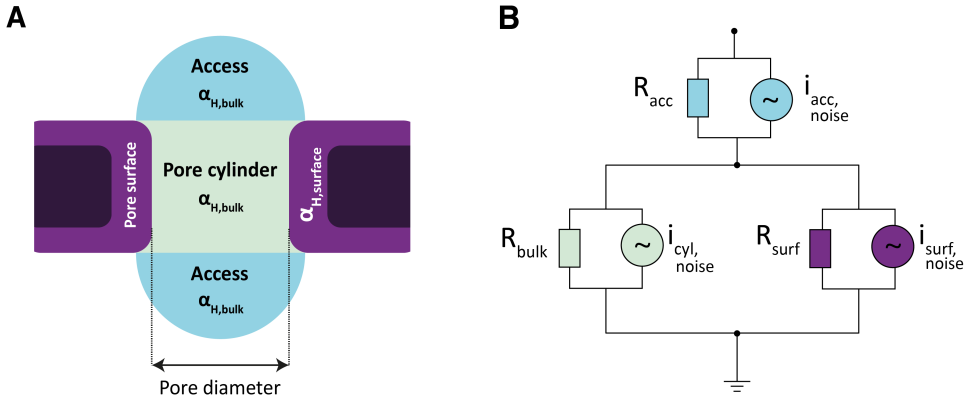 A
Access
αH,bulk
Pore surface
Pore cylinder
αH,bulk
αH,surface
Access
αH,bulk
Pore diameter
B
Racc
iacc,
noise
~
Rbulk
icyl,
noise
~
Rsurf
isurf,
noise
~